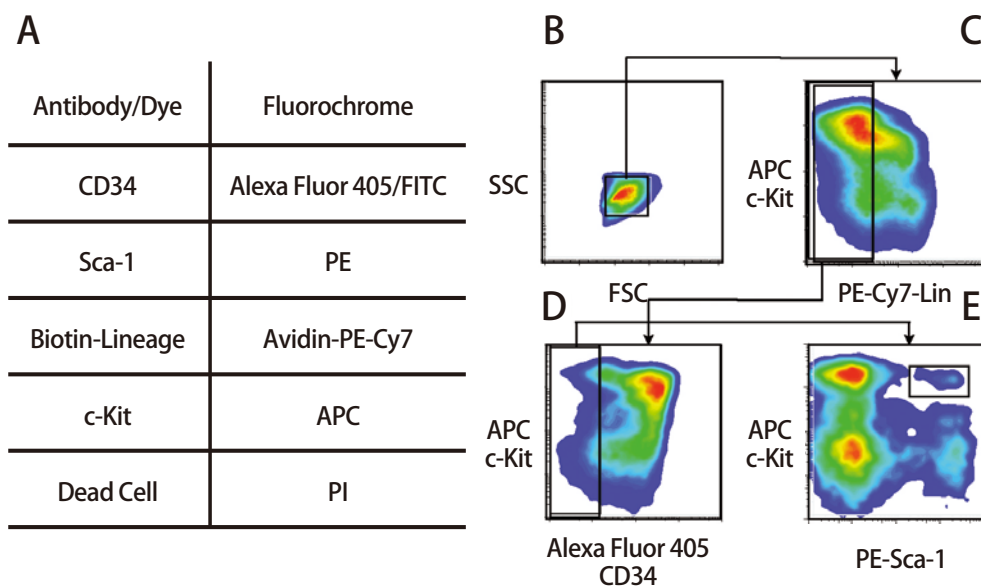 A
Antibody/Dye Fluorochrome
CD34 Alexa Fluor 405/FITC
Sca-1 PE
Biotin-Lineage Avidin-PE-Cy7
c-Kit APC
Dead Cell PI
B
SSC
FSC
C
APC
c-Kit
PE-Cy7-Lin
D
APC
c-Kit
Alexa Fluor 405
CD34
E
APC
c-Kit
PE-Sca-1